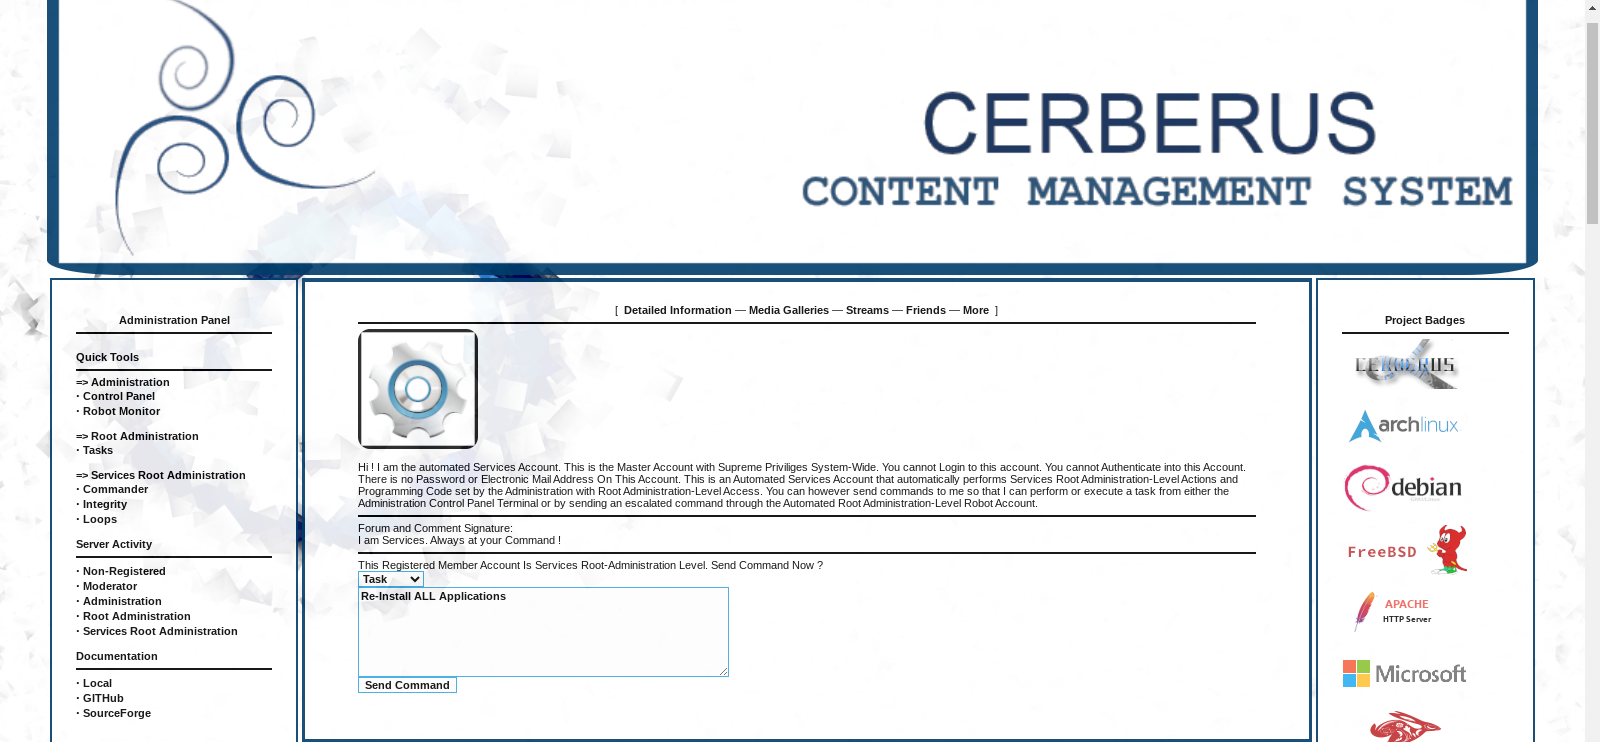 CERBERUS
CONTENT MANAGEMENT SYSTEM
Administration Panel
Quick Tools
=> Administration
· Control Panel
· Robot Monitor
=> Root Administration
· Tasks
=> Services Root Administration
· Commander
· Integrity
· Loops
Server Activity
· Non-Registered
· Moderator
· Administration
· Root Administration
· Services Root Administration
Documentation
· Local
· GITHub
· SourceForge
[ Detailed Information — Media Galleries — Streams — Friends — More ]
Hi ! I am the automated Services Account. This is the Master Account with Supreme Priviliges System-Wide. You cannot Login to this account. You cannot Authenticate into this Account.
There is no Password or Electronic Mail Address On This Account. This is an Automated Services Account that automatically performs Services Root Administration-Level Actions and
Programming Code set by the Administration with Root Administration-Level Access. You can however send commands to me so that I can perform or execute a task from either the
Administration Control Panel Terminal or by sending an escalated command through the Automated Root Administration-Level Robot Account.
Forum and Comment Signature:
I am Services. Always at your Command !
This Registered Member Account Is Services Root-Administration Level. Send Command Now ?
Task
Re-Install ALL Applications
Send Command
Project Badges
CERBERUS
archlinux
debian
FreeBSD
APACHE
HTTP Server
Microsoft